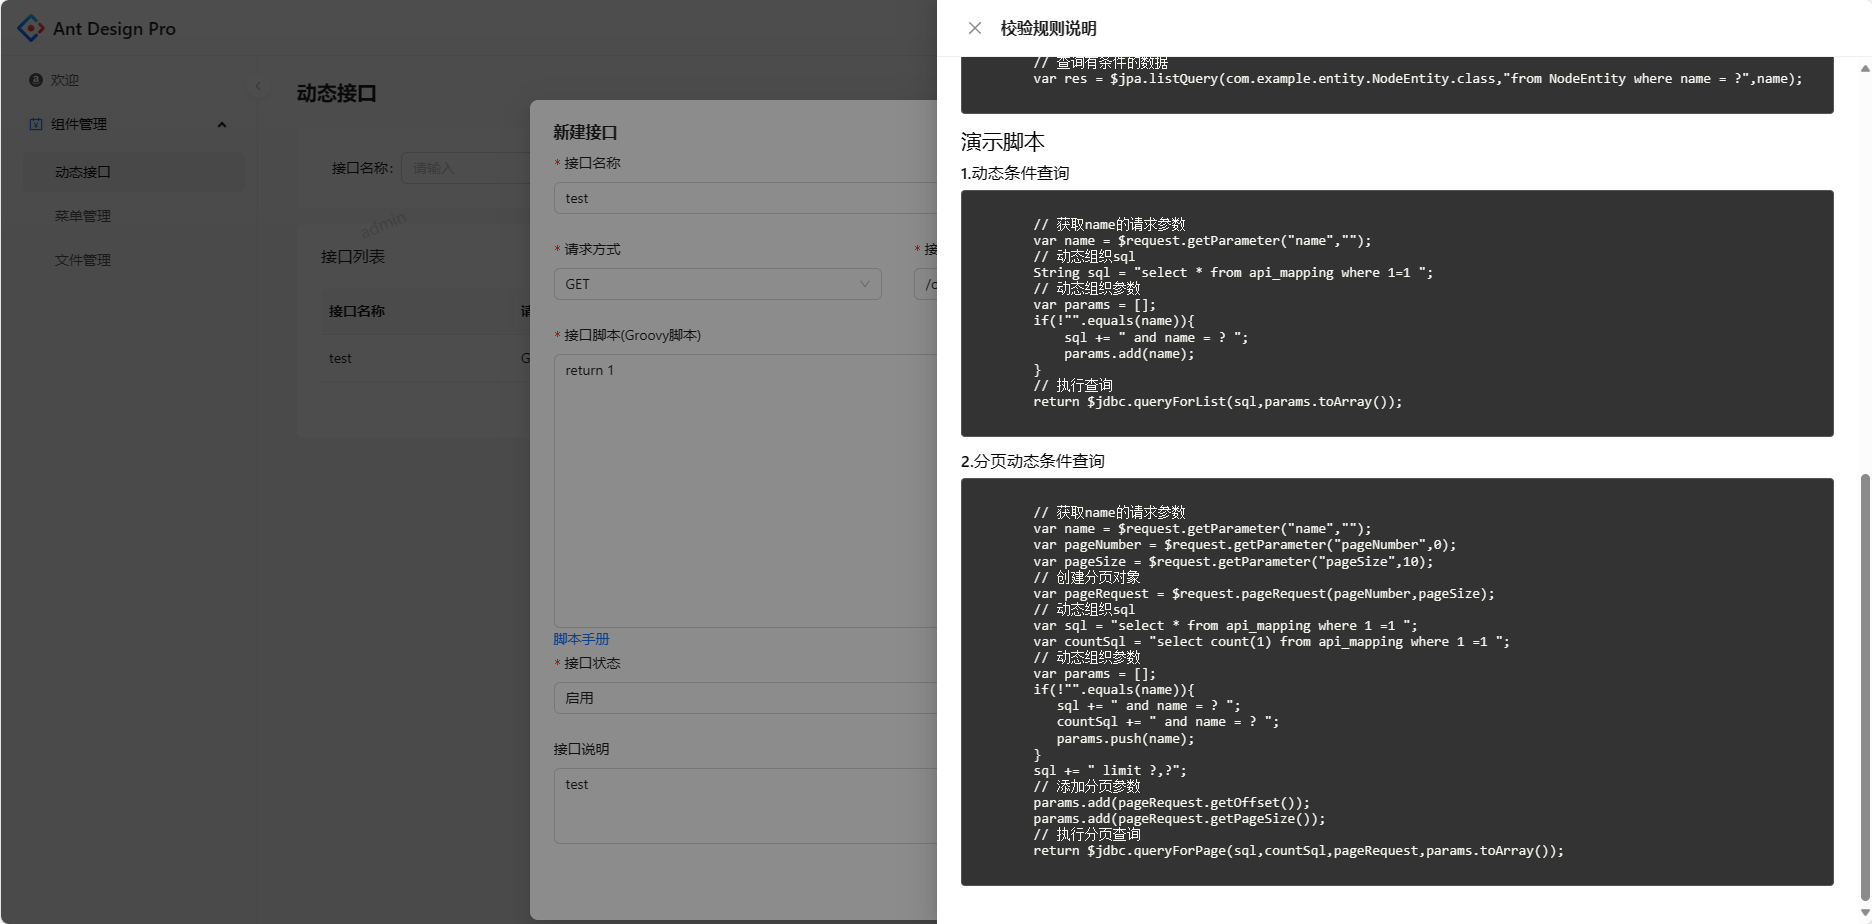 Ant Design Pro
欢迎
组件管理
动态接口
菜单管理
文件管理
动态接口
接口名称:
请输入
admin
接口列表
接口名称
请
test
G
新建接口
* 接口名称
test
* 请求方式
* 接
GET
/c
* 接口脚本(Groovy脚本)
return 1
脚本手册
* 接口状态
启用
接口说明
test
校验规则说明
// 查询有条件的数据
var res = $jpa.listQuery(com.example.entity.NodeEntity.class,"from NodeEntity where name = ?",name);
演示脚本
1.动态条件查询
// 获取name的请求参数
var name = $request.getParameter("name","");
// 动态组织sql
String sql = "select * from api_mapping where 1=1 ";
// 动态组织参数
var params = [];
if(!"".equals(name)){
sql += " and name = ? ";
params.add(name);
}
// 执行查询
return $jdbc.queryForList(sql,params.toArray());
2.分页动态条件查询
// 获取name的请求参数
var name = $request.getParameter("name","");
var pageNumber = $request.getParameter("pageNumber",0);
var pageSize = $request.getParameter("pageSize",10);
// 创建分页对象
var pageRequest = $request.pageRequest(pageNumber,pageSize);
// 动态组织sql
var sql = "select * from api_mapping where 1 =1 ";
var countSql = "select count(1) from api_mapping where 1 =1 ";
// 动态组织参数
var params = [];
if(!"".equals(name)){
sql += " and name = ? ";
countSql += " and name = ? ";
params.push(name);
}
sql += " limit ?,?";
// 添加分页参数
params.add(pageRequest.getOffset());
params.add(pageRequest.getPageSize());
// 执行分页查询
return $jdbc.queryForPage(sql,countSql,pageRequest,params.toArray());